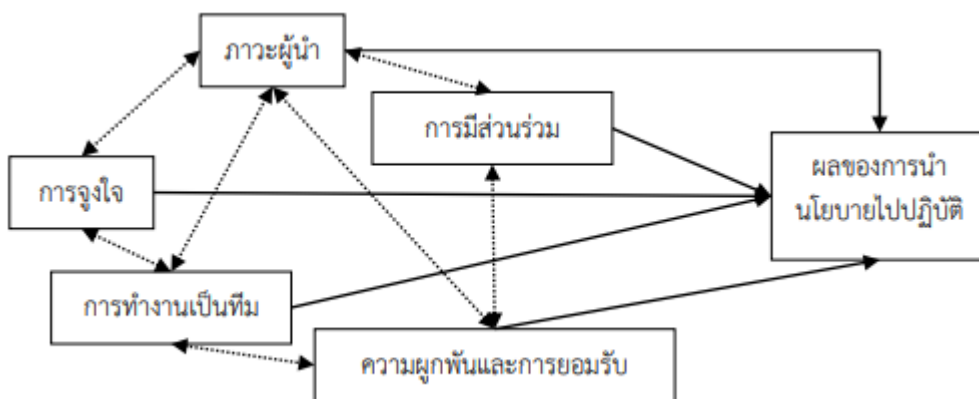 ภาวะผู้นำ
การมีส่วนร่วม
การจูงใจ
ผลของการนำ
นโยบายไปปฏิบัติ
การทำงานเป็นทีม
ความผูกพันและการยอมรับ